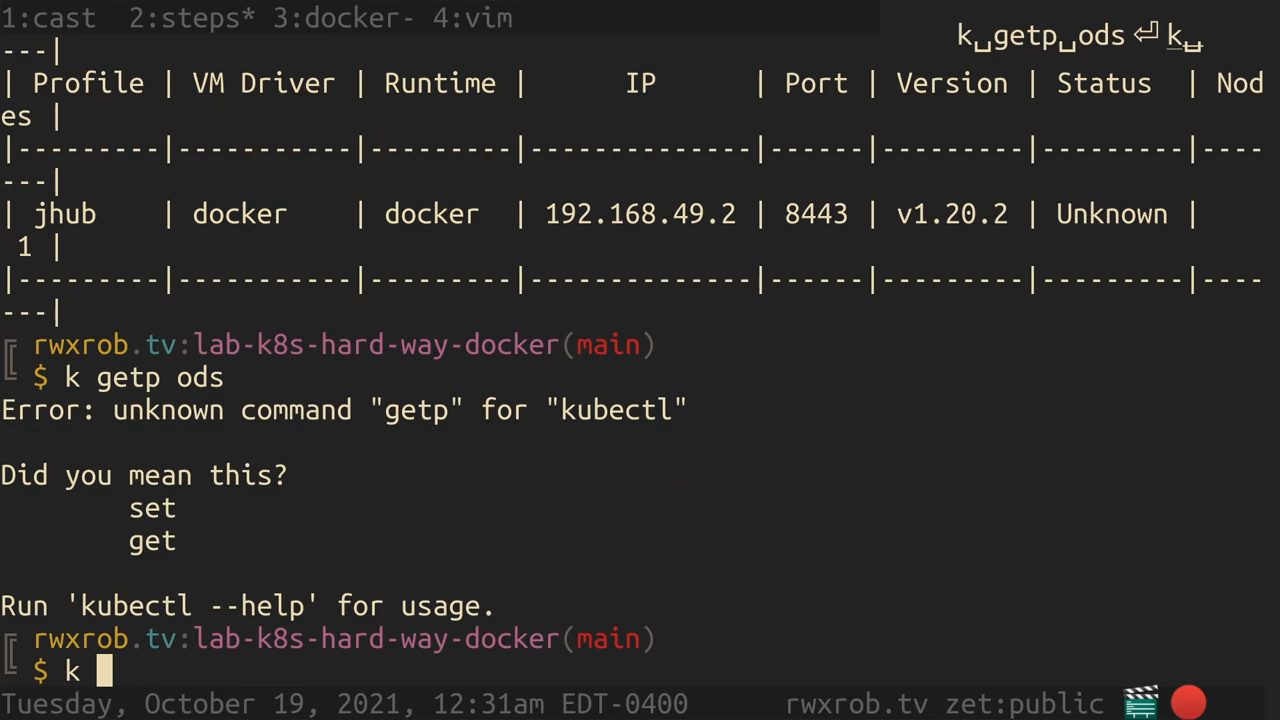 1:cast  2:steps* 3:docker- 4:vim
k␣getp␣ods⏎k␣
---|
| Profile | VM Driver | Runtime |      IP      | Port | Version | Status  | Nod
es |
|---------|-----------|---------|--------------|------|---------|---------|----
---|
| jhub    | docker    | docker  | 192.168.49.2 | 8443 | v1.20.2 | Unknown |
 1 |
|---------|-----------|---------|--------------|------|---------|---------|----
---|
╔ rwxrob.tv:lab-k8s-hard-way-docker(main)
╚ $ k getp ods
Error: unknown command "getp" for "kubectl"
Did you mean this?
        set
        get
Run 'kubectl --help' for usage.
╔ rwxrob.tv:lab-k8s-hard-way-docker(main)
╚ $ k
Tuesday, October 19, 2021, 12:31am EDT-0400      rwxrob.tv zet:public 🎬 🔴